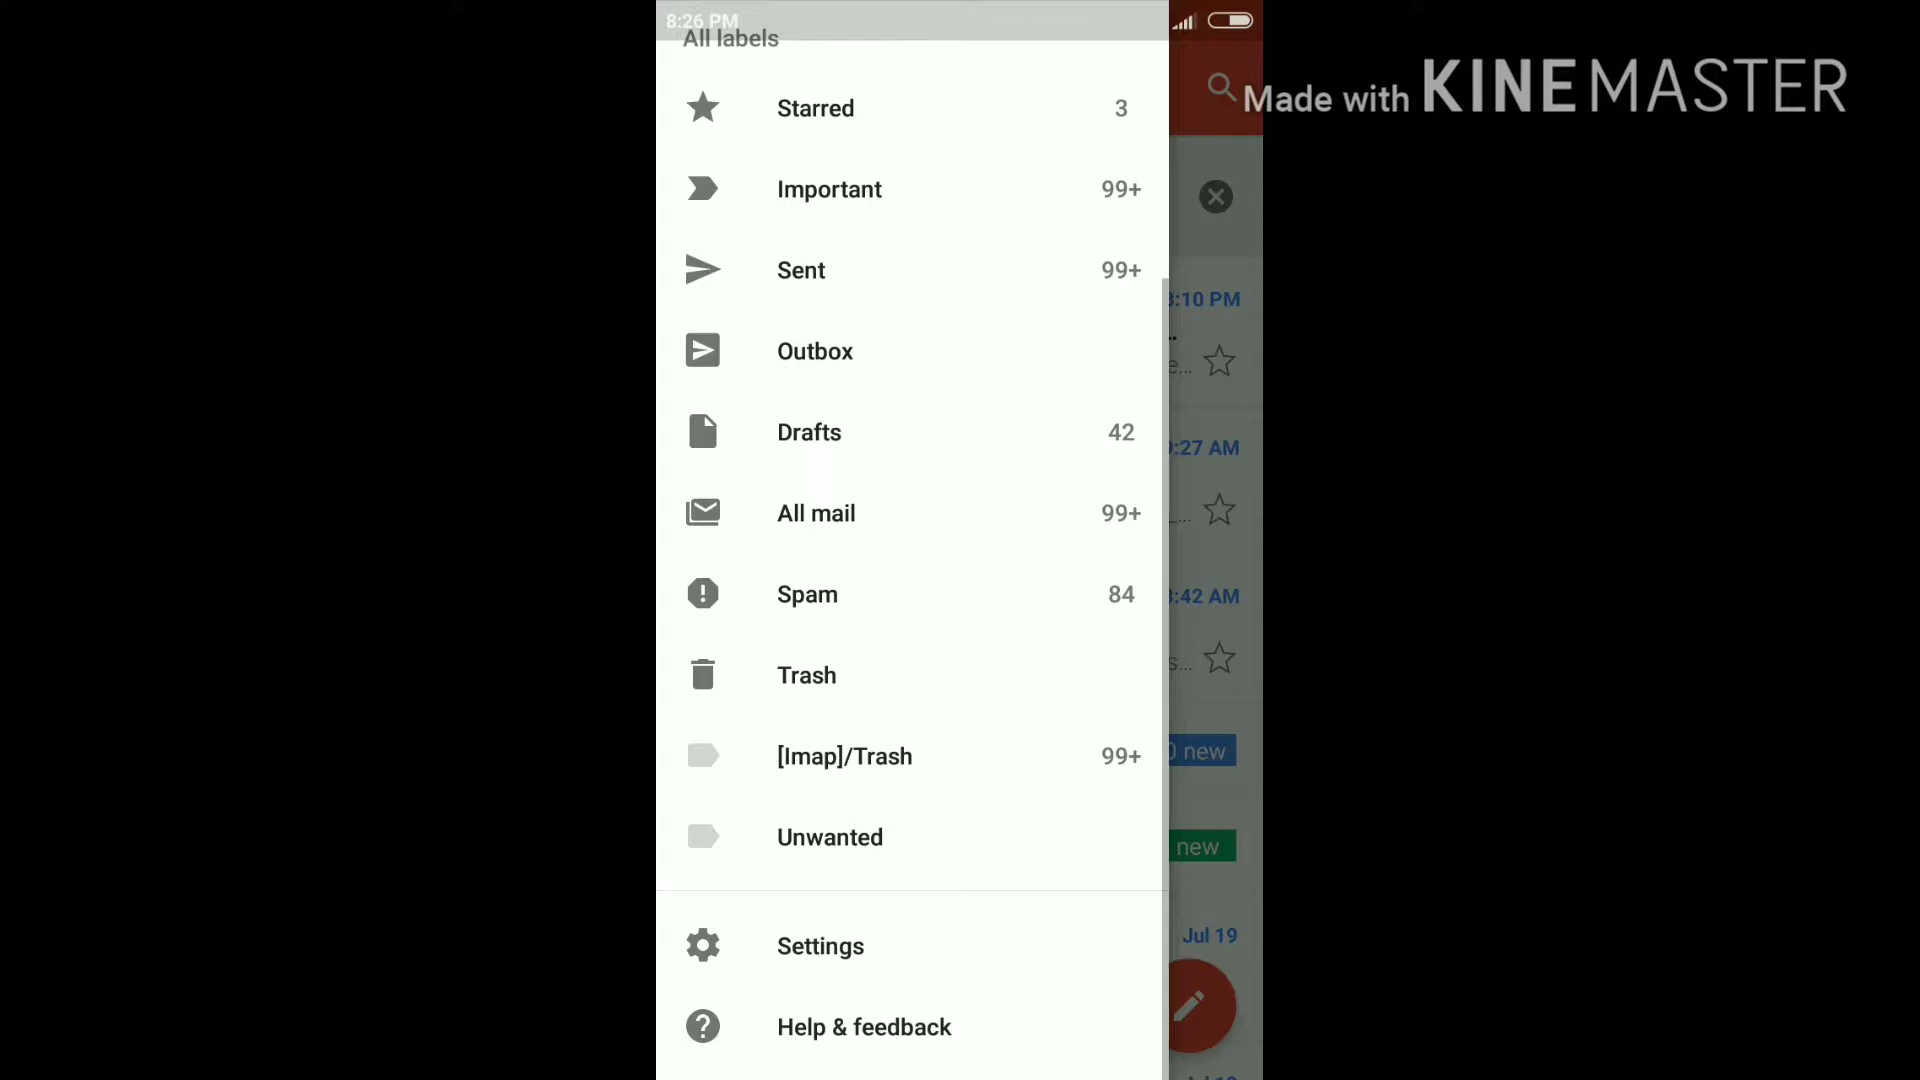 8:26 PM
All labels
Made with KINEMASTER
Starred 3
Important 99+
Sent 99+
:10 PM
Outbox
e...
Drafts 42
:27 AM
All mail 99+
Spam 84
:42 AM
Trash
s...
[Imap]/Trash 99+
0 new
Unwanted
new
Settings
Jul 19
Help & feedback